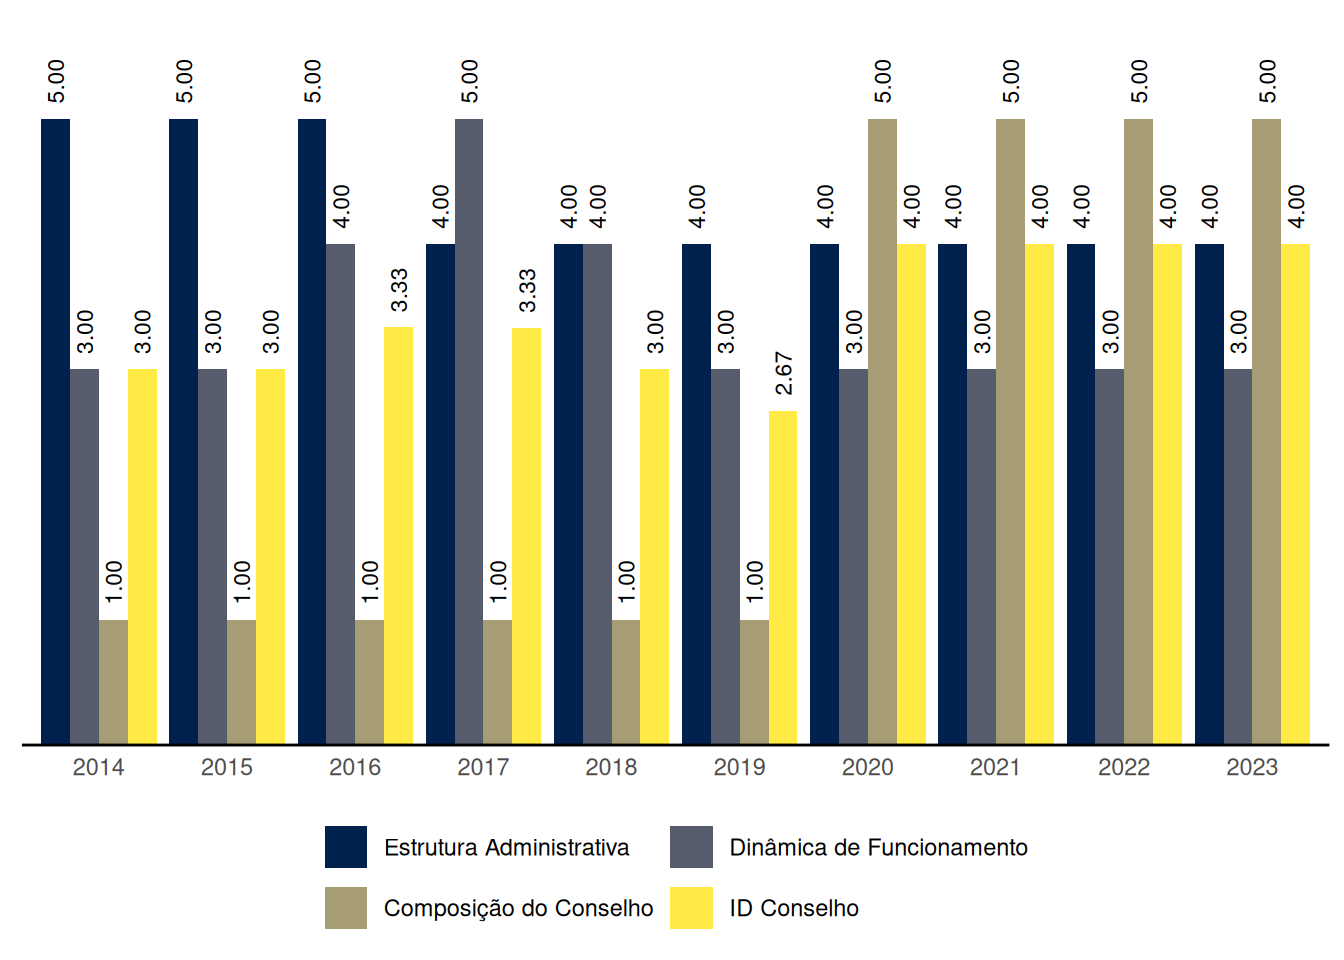 5.00 3.00 1.00 3.00 5.00 3.00 1.00 3.00 5.00 4.00 1.00 3.33 4.00 5.00 1.00 3.33 4.00 4.00 1.00 3.00 4.00 3.00 1.00 2.67 4.00 3.00 5.00 4.00 4.00 3.00 5.00 4.00 4.00 3.00 5.00 4.00 4.00 3.00 5.00 4.00
2014 2015 2016 2017 2018 2019 2020 2021 2022 2023
Estrutura Administrativa Dinâmica de Funcionamento
Composição do Conselho ID Conselho